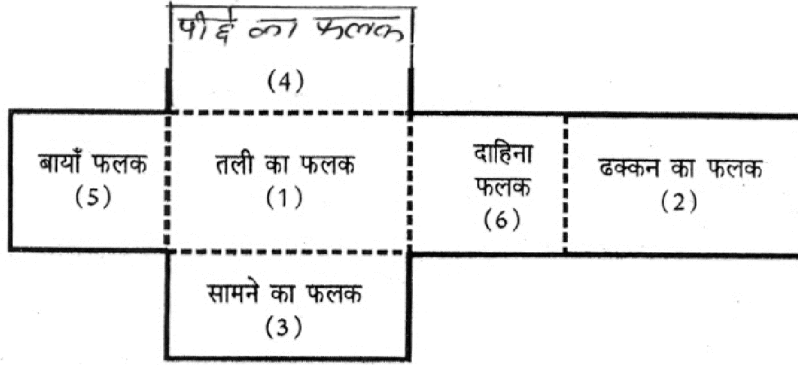 पीछे का फलक
(4)
बायाँ फलक
(5)
तली का फलक
(1)
दाहिना
फलक
(6)
ढक्कन का फलक
(2)
सामने का फलक
(3)